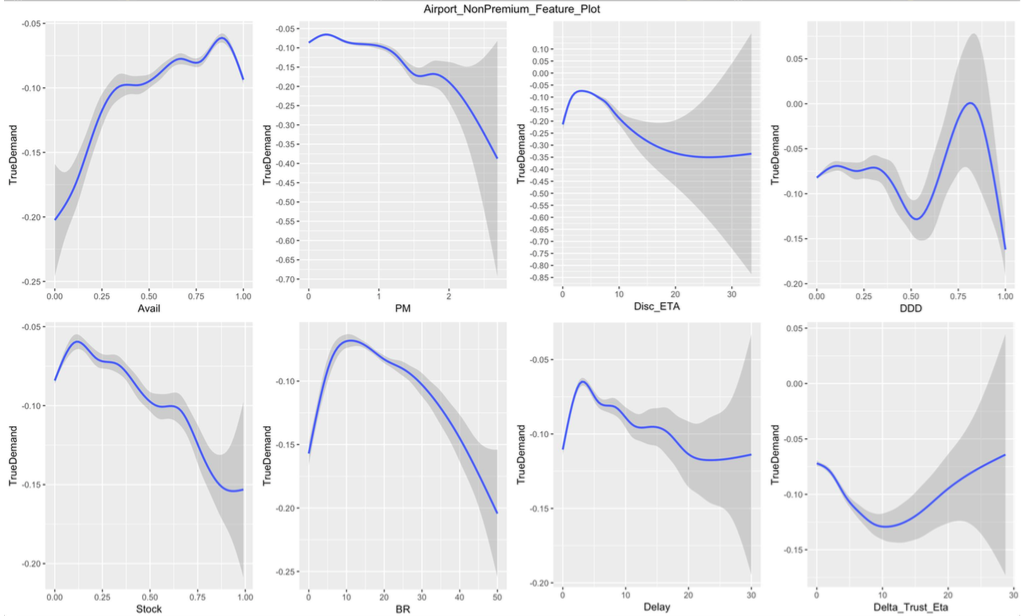 Airport_NonPremium_Feature_Plot
TrueDemand
-0.05
-0.10
-0.15
-0.20
-0.25
0.00 0.25 0.50 0.75 1.00
Avail
TrueDemand
-0.05
-0.10
-0.15
-0.20
-0.25
-0.30
-0.35
-0.40
-0.45
-0.50
-0.55
-0.60
-0.65
-0.70
0 1 2
PM
TrueDemand
0.10
0.05
0.00
-0.05
-0.10
-0.15
-0.20
-0.25
-0.30
-0.35
-0.40
-0.45
-0.50
-0.55
-0.60
-0.65
-0.70
-0.75
-0.80
-0.85
0 10 20 30
Disc_ETA
TrueDemand
0.05
0.00
-0.05
-0.10
-0.15
-0.20
0.00 0.25 0.50 0.75 1.00
DDD
TrueDemand
-0.05
-0.10
-0.15
-0.20
0.00 0.25 0.50 0.75 1.00
Stock
TrueDemand
-0.10
-0.15
-0.20
-0.25
0 10 20 30 40 50
BR
TrueDemand
-0.05
-0.10
-0.15
-0.20
0 10 20 30
Delay
TrueDemand
0.05
0.00
-0.05
-0.10
-0.15
0 10 20 30
Delta_Trust_Eta